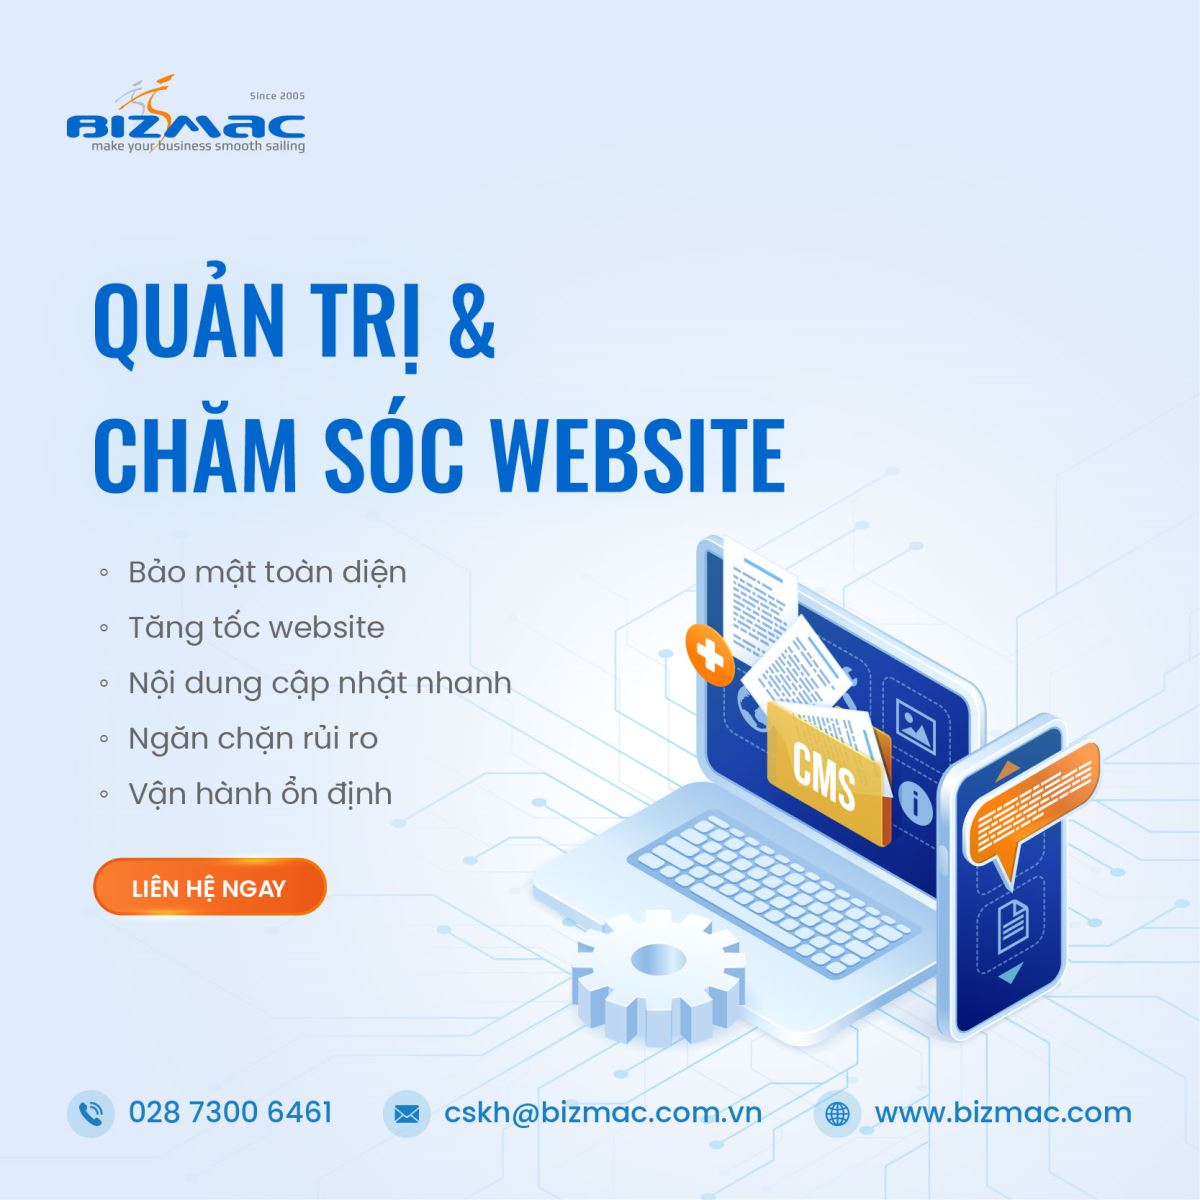 Since 2005
BIZMAC
make your business smooth sailing
QUẢN TRỊ &
CHĂM SÓC WEBSITE
Bảo mật toàn diện
Tăng tốc website
Nội dung cập nhật nhanh
Ngăn chặn rủi ro
Vận hành ổn định
CMS
i
LIÊN HỆ NGAY
028 7300 6461
cskh@bizmac.com.vn
www.bizmac.com